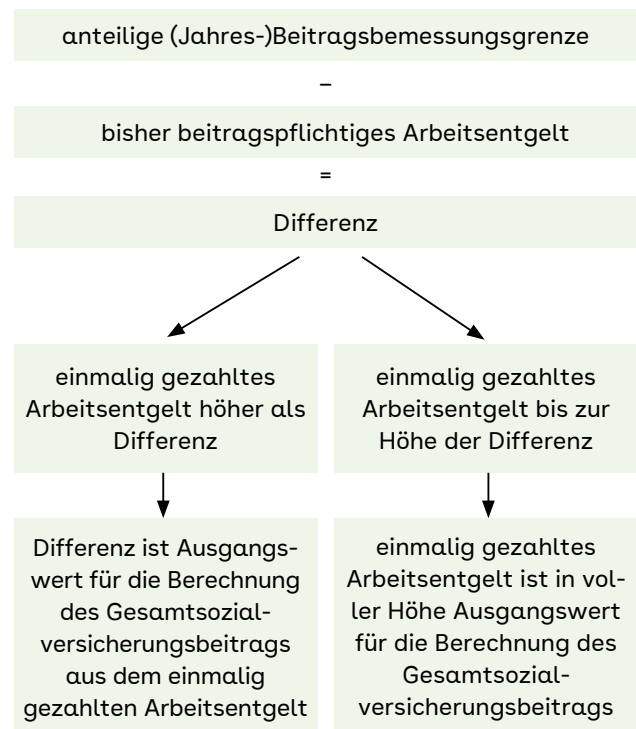 anteilige (Jahres-)Beitragsbemessungsgrenze
–
bisher beitragspflichtiges Arbeitsentgelt
=
Differenz
einmalig gezahltes
Arbeitsentgelt höher als
Differenz
einmalig gezahltes
Arbeitsentgelt bis zur
Höhe der Differenz
Differenz ist Ausgangs-
wert für die Berechnung
des Gesamtsozial-
versicherungsbeitrags
aus dem einmalig
gezahlten Arbeitsentgelt
einmalig gezahltes
Arbeitsentgelt ist in vol-
ler Höhe Ausgangswert
für die Berechnung des
Gesamtsozial-
versicherungsbeitrags